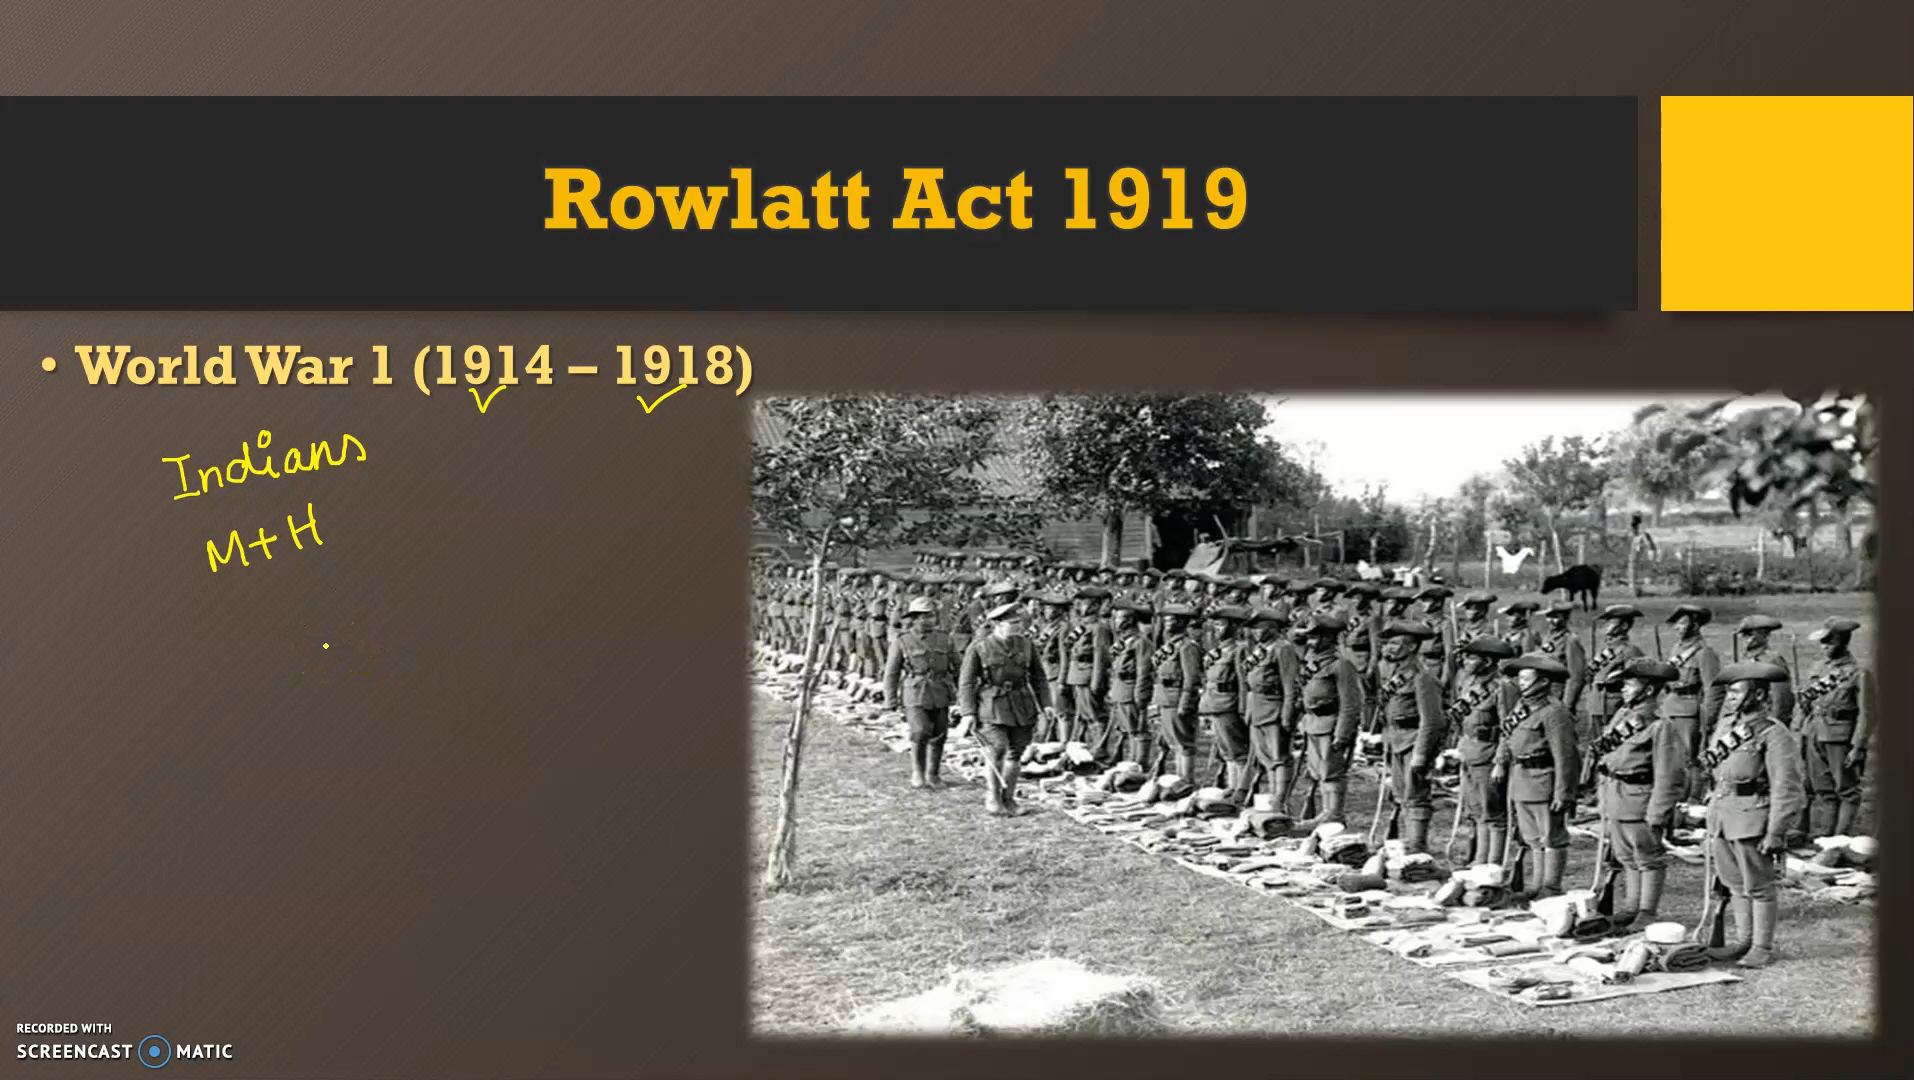 Rowlatt Act 1919
• World War 1 (1914 – 1918)
Indians
M+H
RECORDED WITH
SCREENCAST MATIC